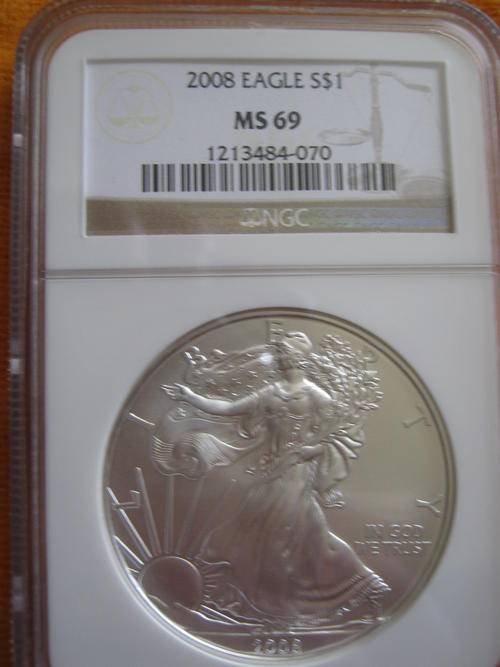 2008 EAGLE S$1
MS 69
1213484-070
NGC
LIBERTY
IN GOD
WE TRUST
2008